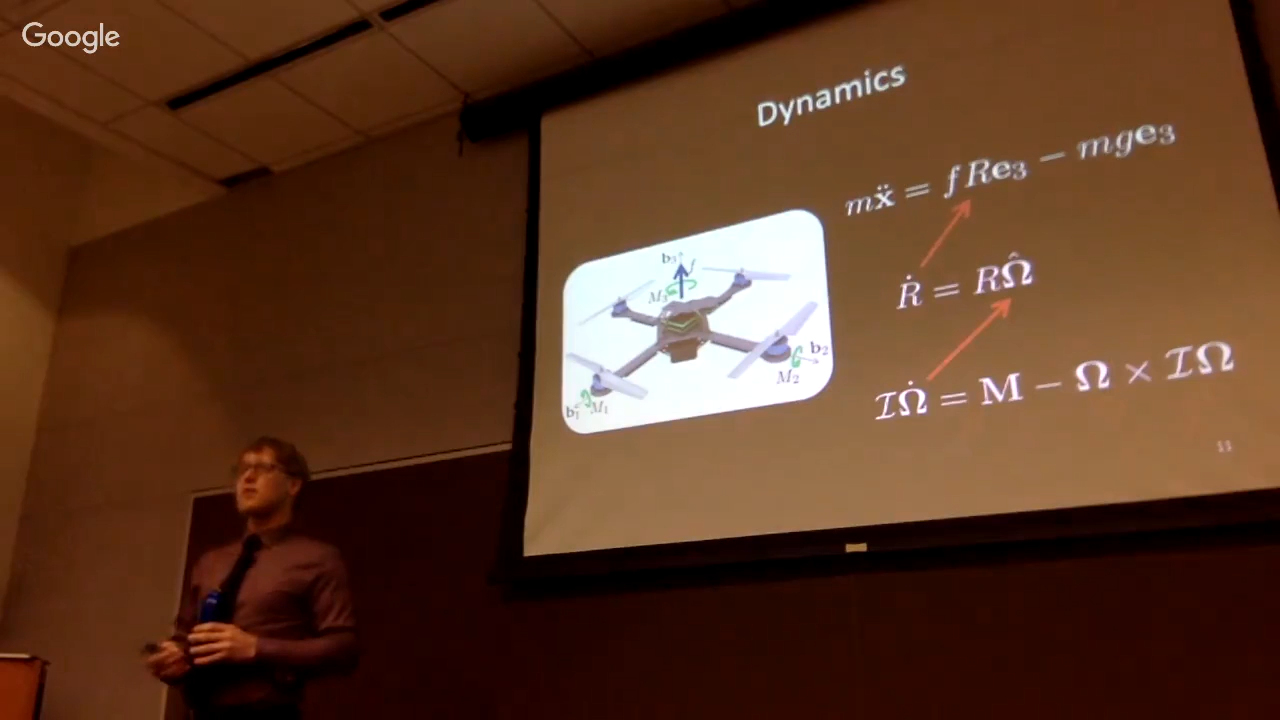 Google
Dynamics
mẍ = fRe₃ − mge₃
Ṙ = RΩ̂
ℐΩ̇ = M − Ω × ℐΩ
b₃
f
M₃
b₂
M₂
b₁
M₁